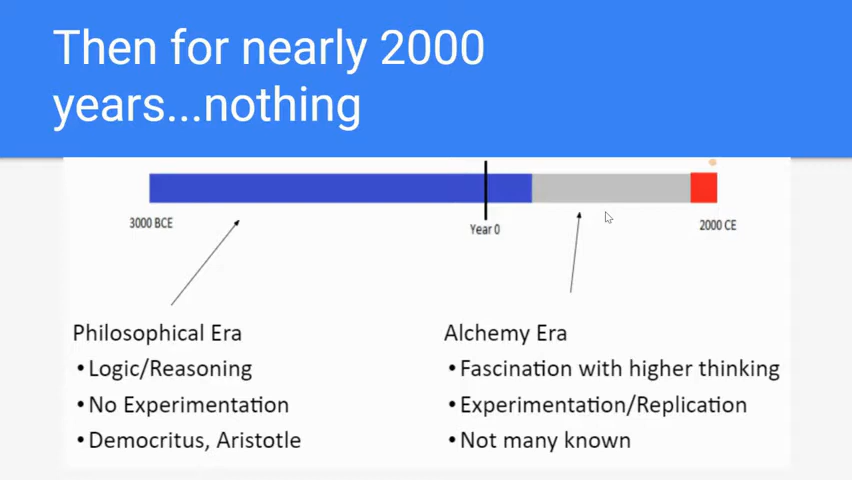 Then for nearly 2000
years...nothing
3000 BCE
Year 0
2000 CE
Philosophical Era
•Logic/Reasoning
•No Experimentation
•Democritus, Aristotle
Alchemy Era
•Fascination with higher thinking
•Experimentation/Replication
•Not many known